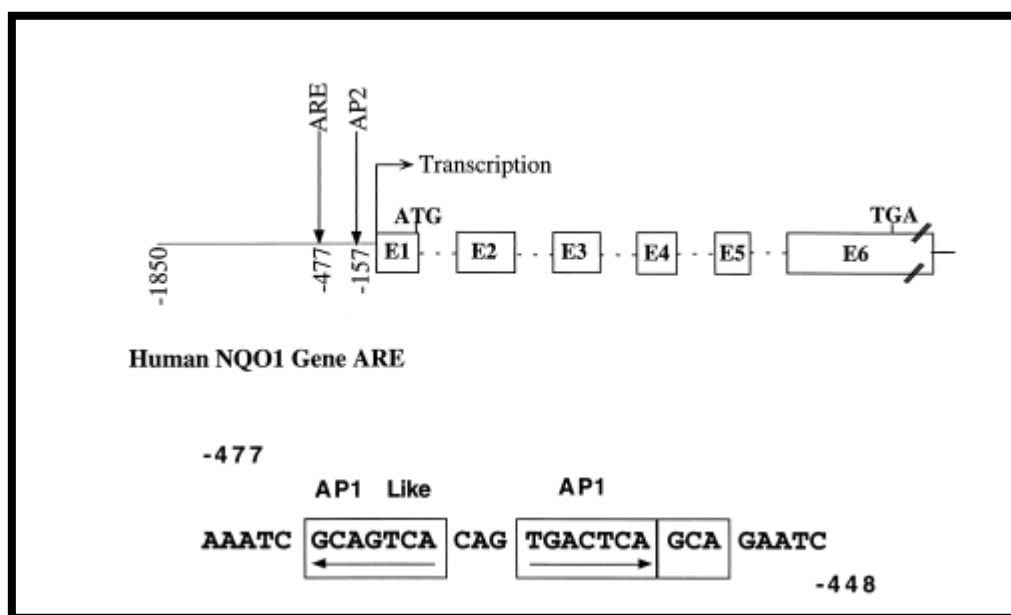 ARE AP2
Transcription
ATG TGA
E1 E2 E3 E4 E5 E6
-1850 -477 -157
Human NQO1 Gene ARE
-477
AP1 Like AP1
AAATC GCAGTCA CAG TGACTCA GCA GAATC
-448